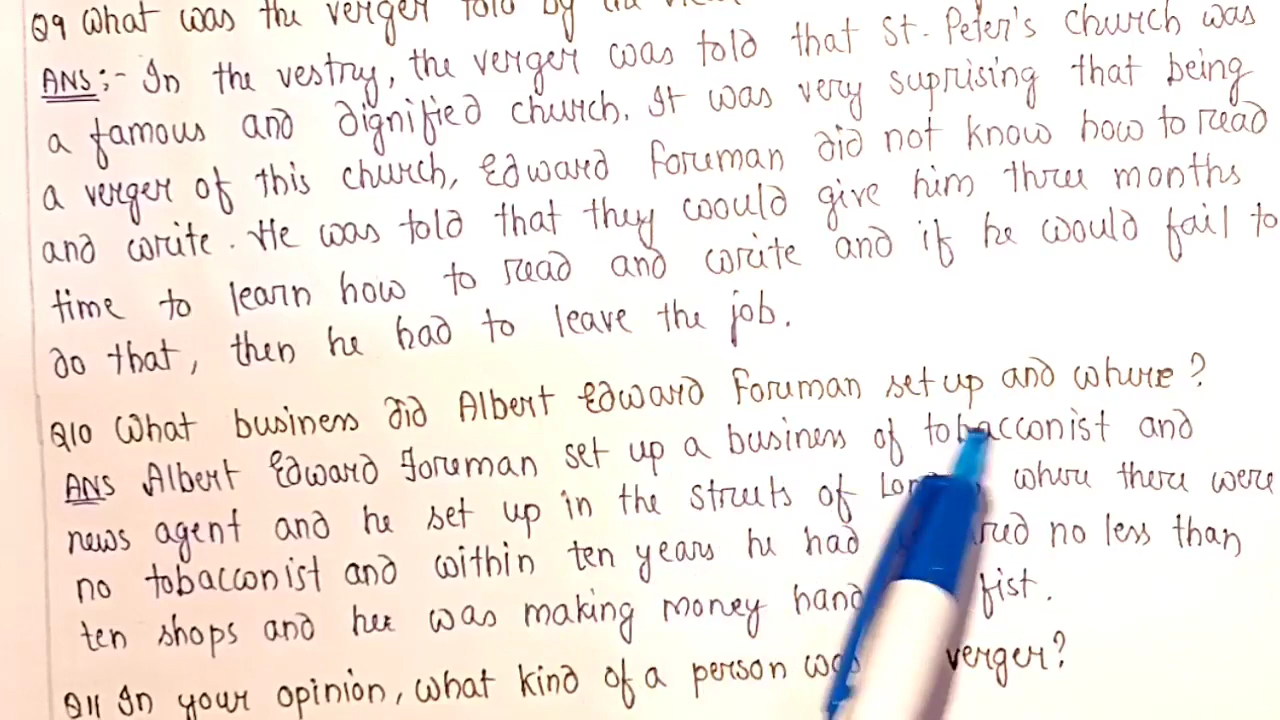 Q9 What was the verger told by the
ANS :- In the vestry, the verger was told that St. Peter's church was
a famous and dignified church. It was very suprising that being
a verger of this church, Edward Foreman did not know how to read
and write. He was told that they would give him three months
time to learn how to read and write and if he would fail to
do that, then he had to leave the job.
Q10 What business did Albert Edward Foreman set up and where?
ANS Albert Edward Foreman set up a business of tobacconist and
news agent and he set up in the streets of where there were
no tobacconist and within ten years he had no less than
ten shops and he was making money hand fist.
Q11 In your opinion, what kind of a person verger?